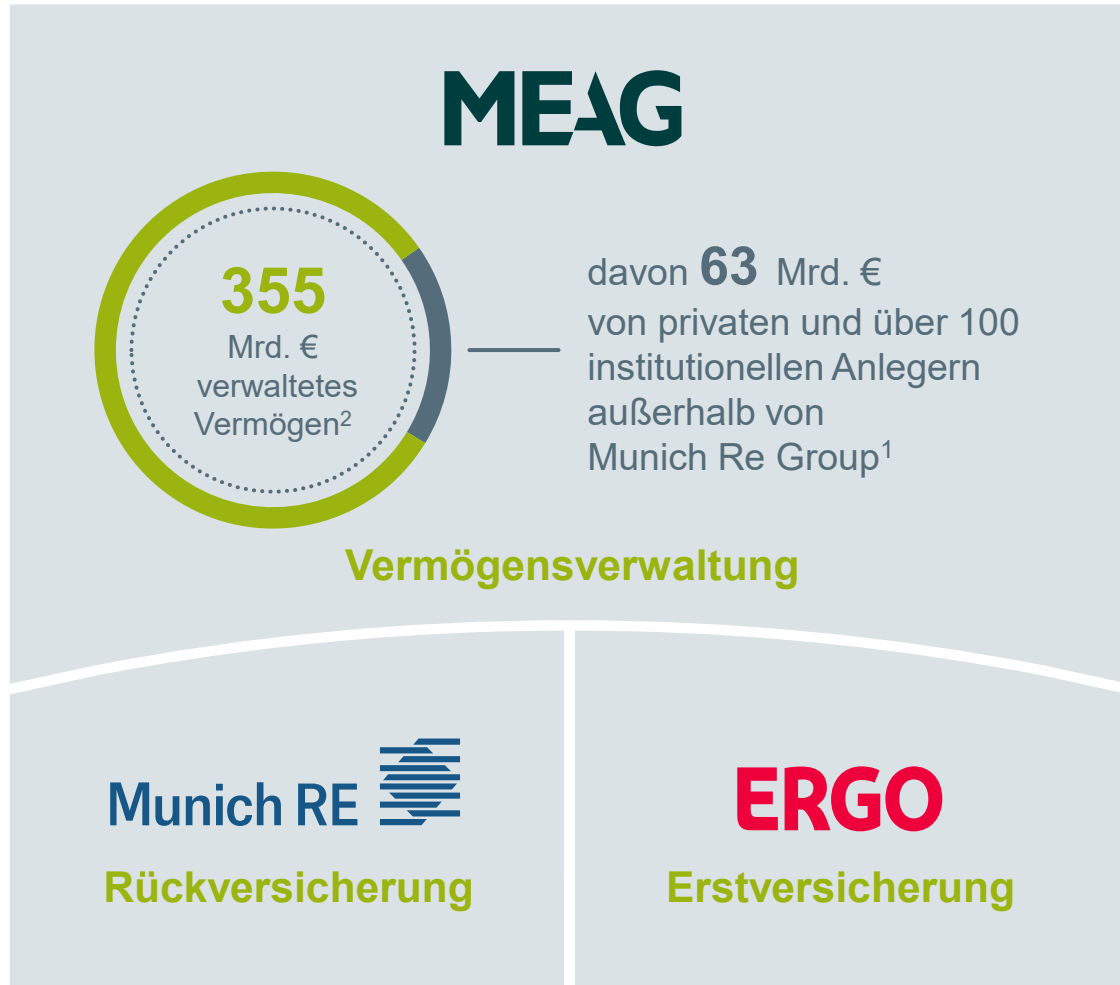 MEAG
355
Mrd. €
verwaltetes
Vermögen²
davon 63 Mrd. €
von privaten und über 100
institutionellen Anlegern
außerhalb von
Munich Re Group¹
Vermögensverwaltung
Munich RE
Rückversicherung
ERGO
Erstversicherung